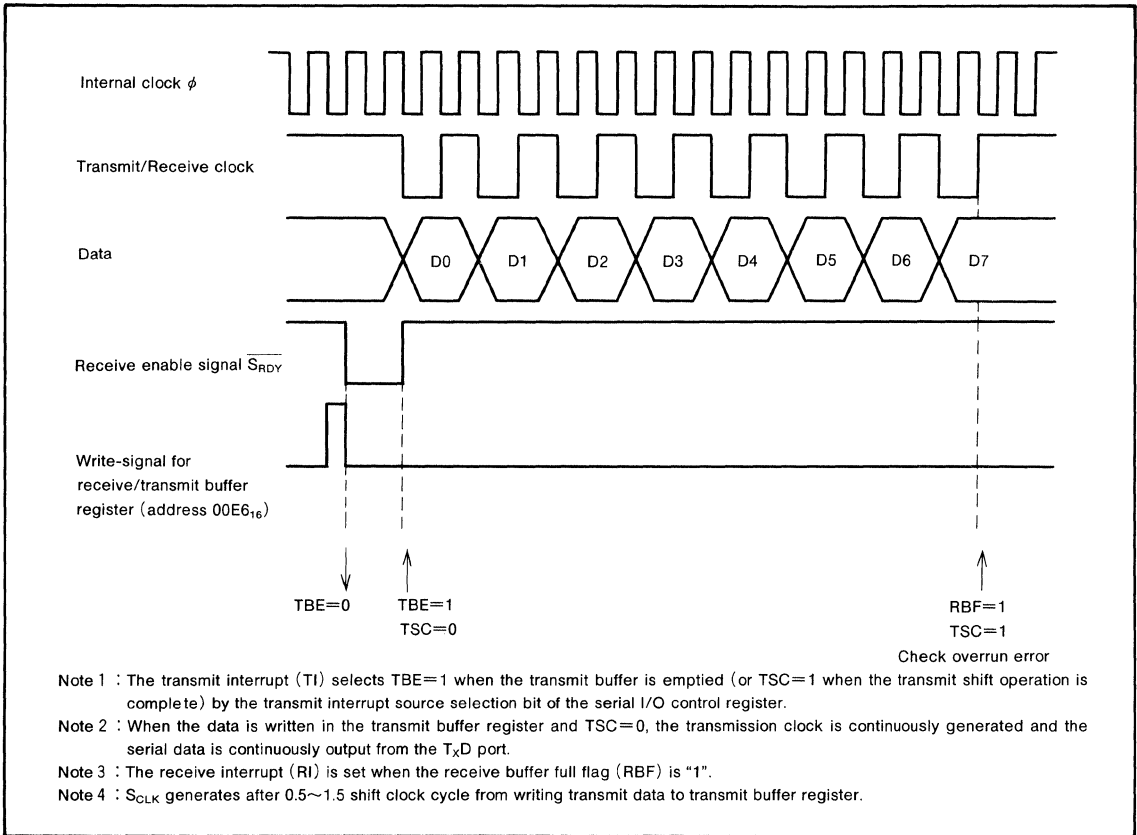 Internal clock ϕ
Transmit/Receive clock
Data
D0 D1 D2 D3 D4 D5 D6 D7
Receive enable signal S̅R̅D̅Y̅
Write-signal for
receive/transmit buffer
register (address 00E6₁₆)
TBE=0 TBE=1 RBF=1
TSC=0 TSC=1
Check overrun error
Note 1 : The transmit interrupt (TI) selects TBE=1 when the transmit buffer is emptied (or TSC=1 when the transmit shift operation is
complete) by the transmit interrupt source selection bit of the serial I/O control register.
Note 2 : When the data is written in the transmit buffer register and TSC=0, the transmission clock is continuously generated and the
serial data is continuously output from the TxD port.
Note 3 : The receive interrupt (RI) is set when the receive buffer full flag (RBF) is “1”.
Note 4 : SCLK generates after 0.5~1.5 shift clock cycle from writing transmit data to transmit buffer register.